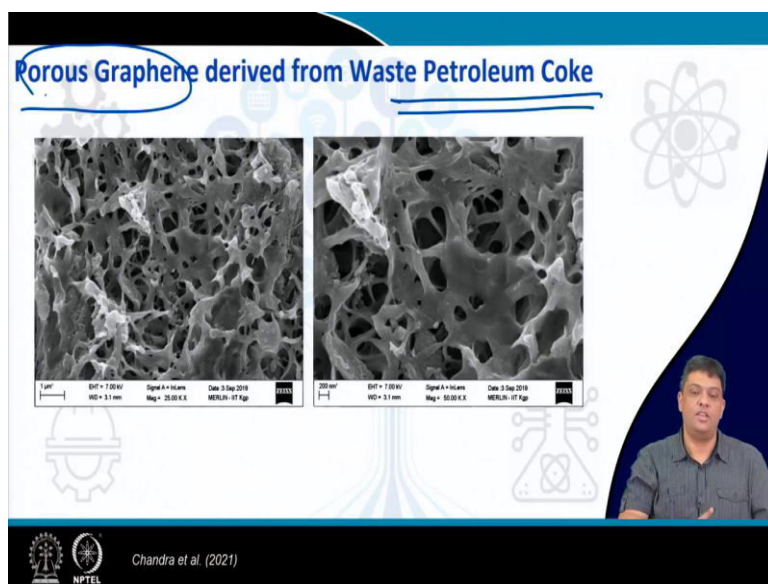 Porous Graphene derived from Waste Petroleum Coke
1 µm*
EHT = 7.00 kV
Signal A = InLens
Date :3 Sep 2019
WD = 3.1 mm
Mag = 25.00 K X
MERLIN - IIT Kgp
ZEISS
200 nm*
EHT = 7.00 kV
Signal A = InLens
Date :3 Sep 2019
WD = 3.1 mm
Mag = 50.00 K X
MERLIN - IIT Kgp
ZEISS
NPTEL
Chandra et al. (2021)